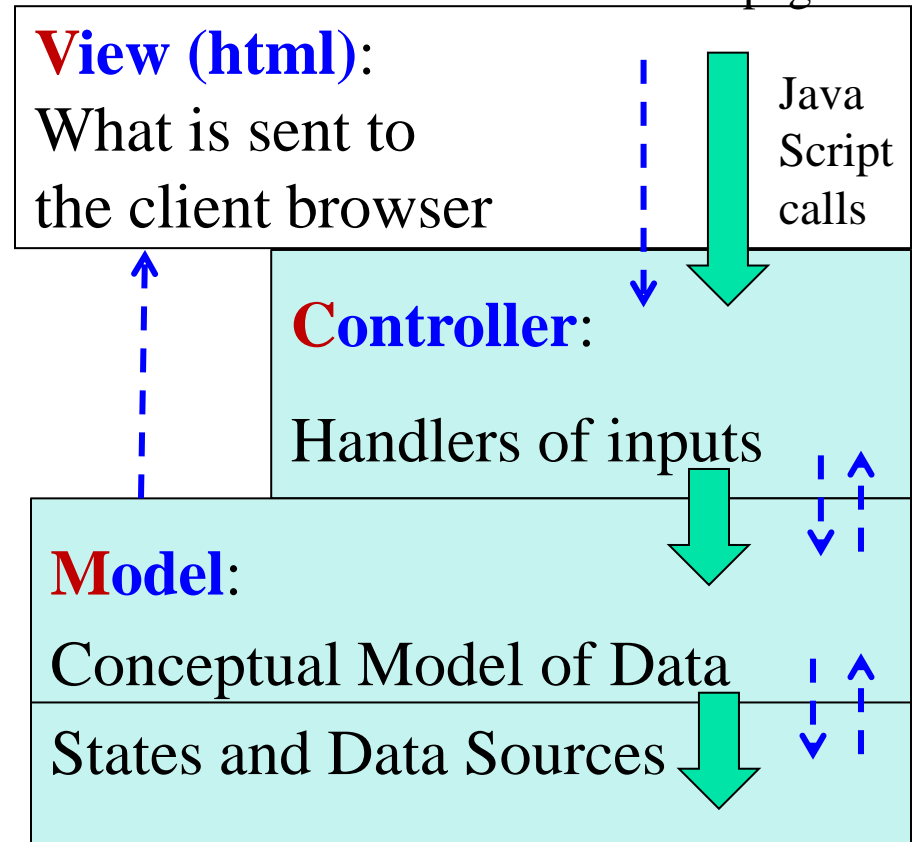 View (html):
What is sent to
the client browser
Java
Script
calls
Controller:
Handlers of inputs
Model:
Conceptual Model of Data
States and Data Sources